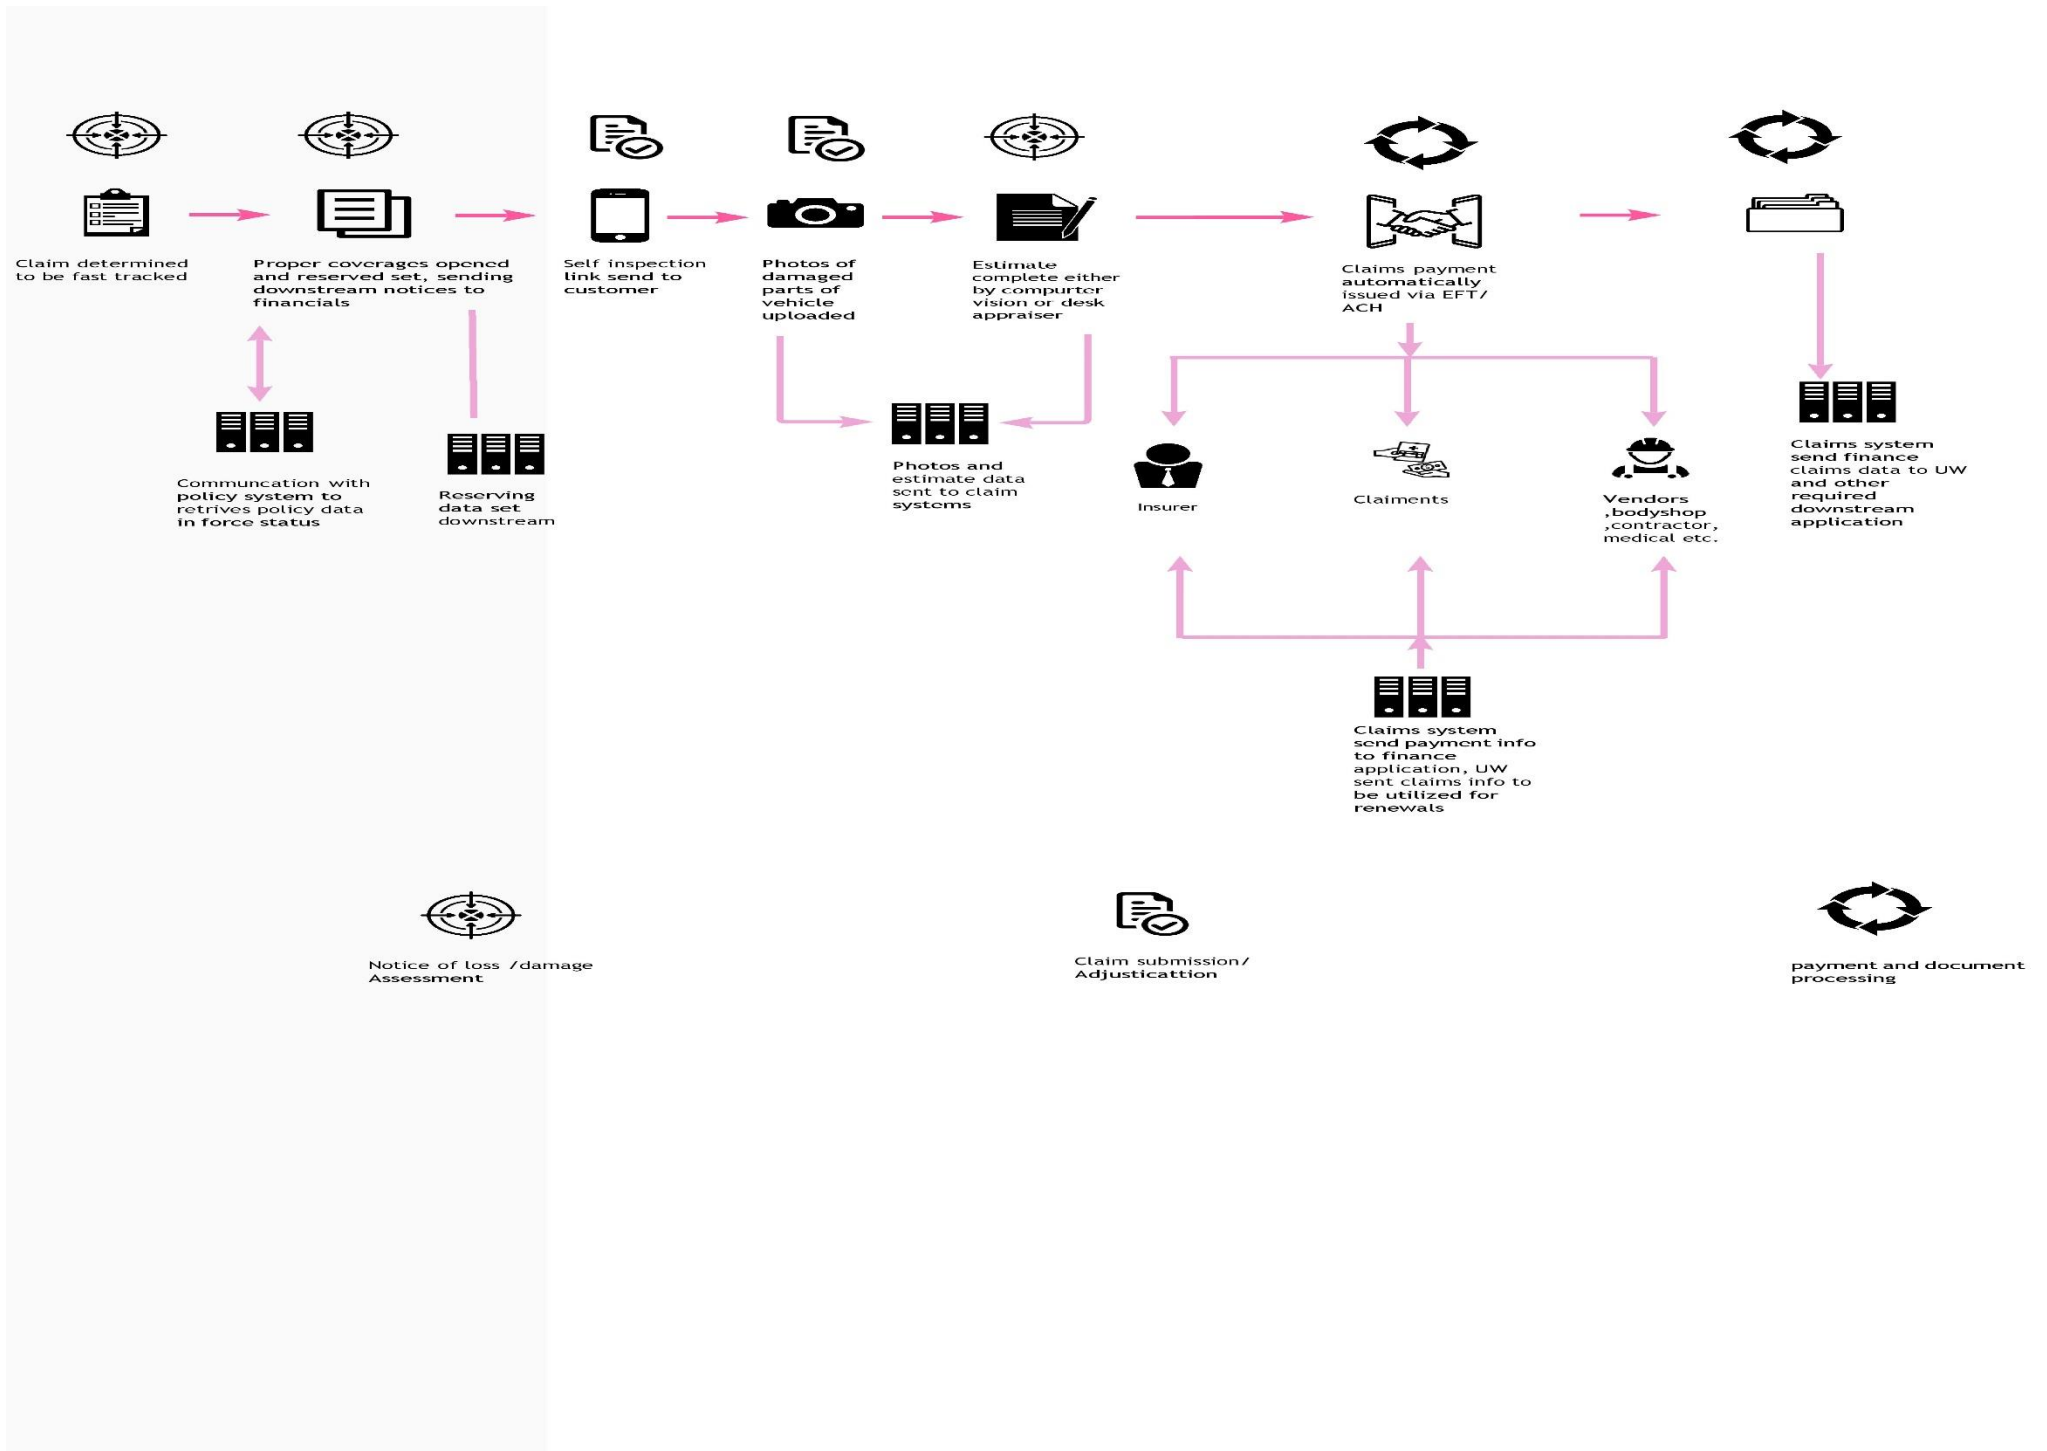 Claim determined
to be fast tracked
Proper coverages opened
and reserved set, sending
downstream notices to
financials
Self inspection
link send to
customer
Photos of
damaged
parts of
vehicle
uploaded
Estimate
complete either
by compurter
vision or desk
appraiser
Claims payment
automatically
issued via EFT/
ACH
Communcation with
policy system to
retrives policy data
in force status
Reserving
data set
downstream
Photos and
estimate data
sent to claim
systems
Insurer
Claiments
Vendors
,bodyshop
,contractor,
medical etc.
Claims system
send finance
claims data to UW
and other
required
downstream
application
Claims system
send payment info
to finance
application, UW
sent claims info to
be utilized for
renewals
Notice of loss /damage
Assessment
Claim submission/
Adjusticattion
payment and document
processing